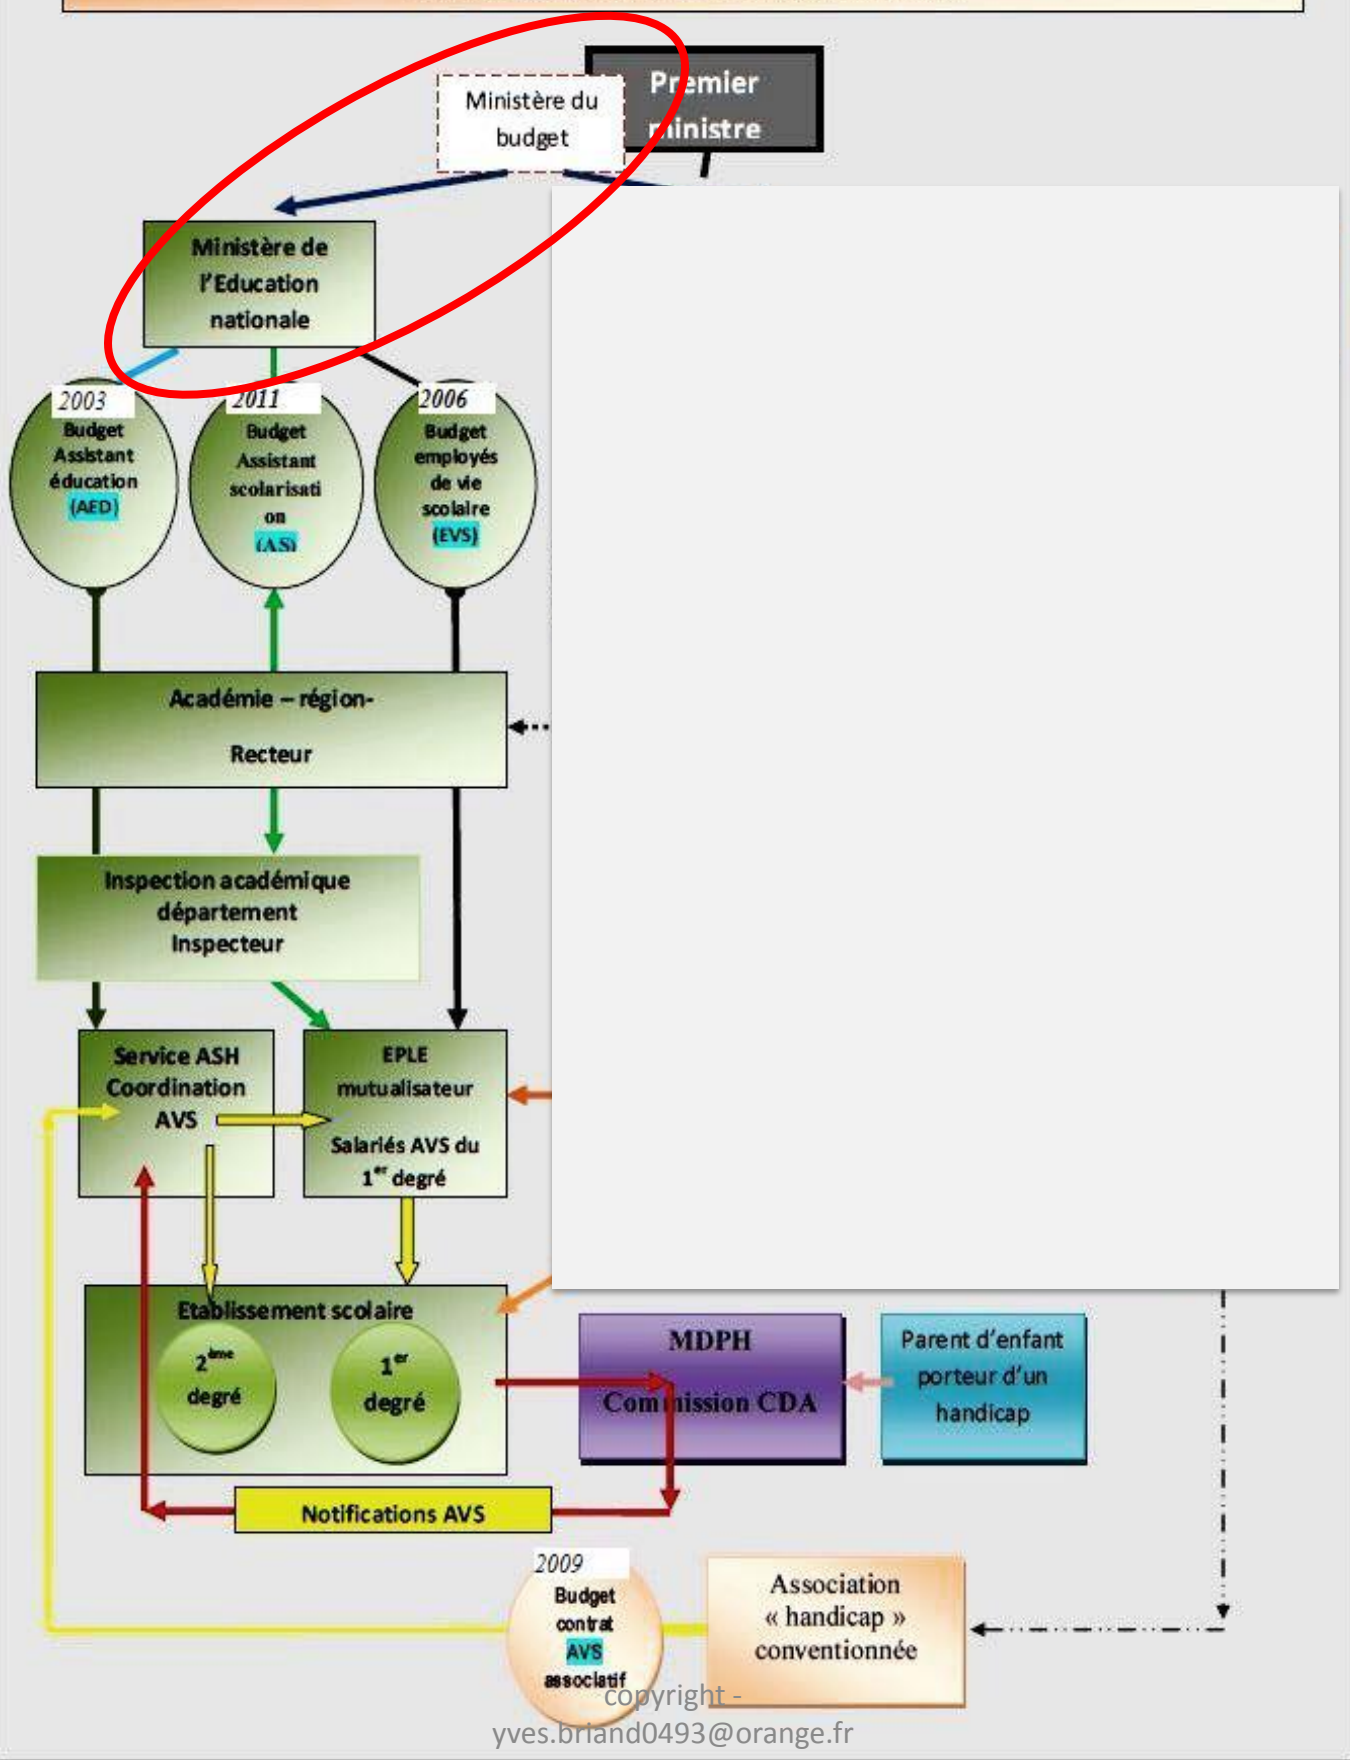 Premier
ministre
Ministère du
budget
Ministère de
l'Education
nationale
2003
Budget
Assistant
éducation
(AED)
2011
Budget
Assistant
scolarisati
on
(AS)
2006
Budget
employés
de vie
scolaire
(EVS)
Académie – région-
Recteur
Inspection académique
département
Inspecteur
Service ASH
Coordination
AVS
EPLE
mutualisateur
Salariés AVS du
1er degré
Etablissement scolaire
2ème
degré
1er
degré
MDPH
Commission CDA
Parent d'enfant
porteur d'un
handicap
Notifications AVS
2009
Budget
contrat
AVS
associatif
Association
« handicap »
conventionnée
copyright -
yves.briand0493@orange.fr